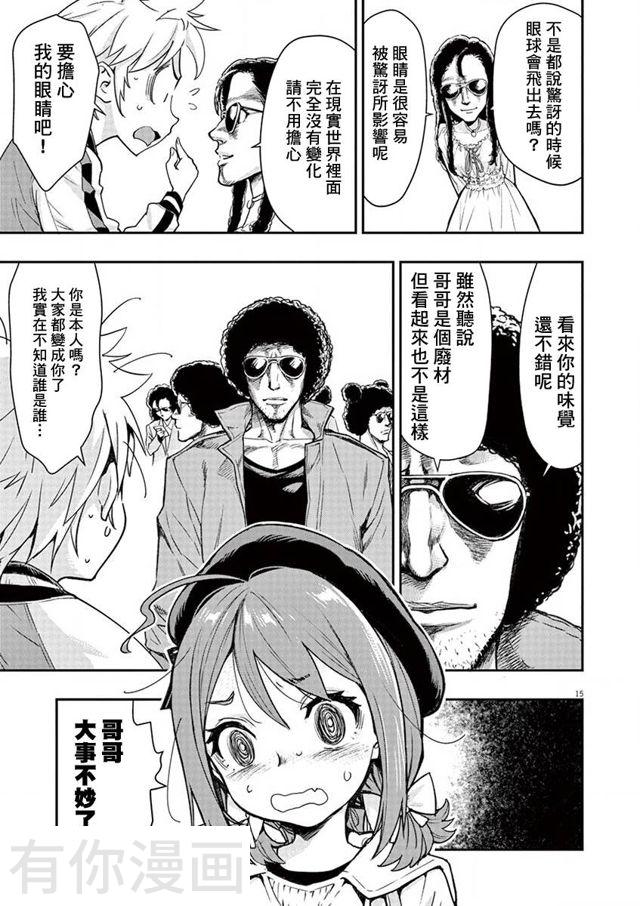 不是都說驚訝的時候
眼球會飛出去嗎？
眼睛是很容易
被驚訝所影響呢
在現實世界裡面
完全沒有變化
請不用擔心
要擔心
我的眼睛吧！
看來你的味覺
還不錯呢
雖然聽說
哥哥是個廢材
但看起來也不是這樣
你是本人嗎？
大家都變成你了
我實在不知道誰是誰…
15
哥哥
大事不妙了
有你漫画